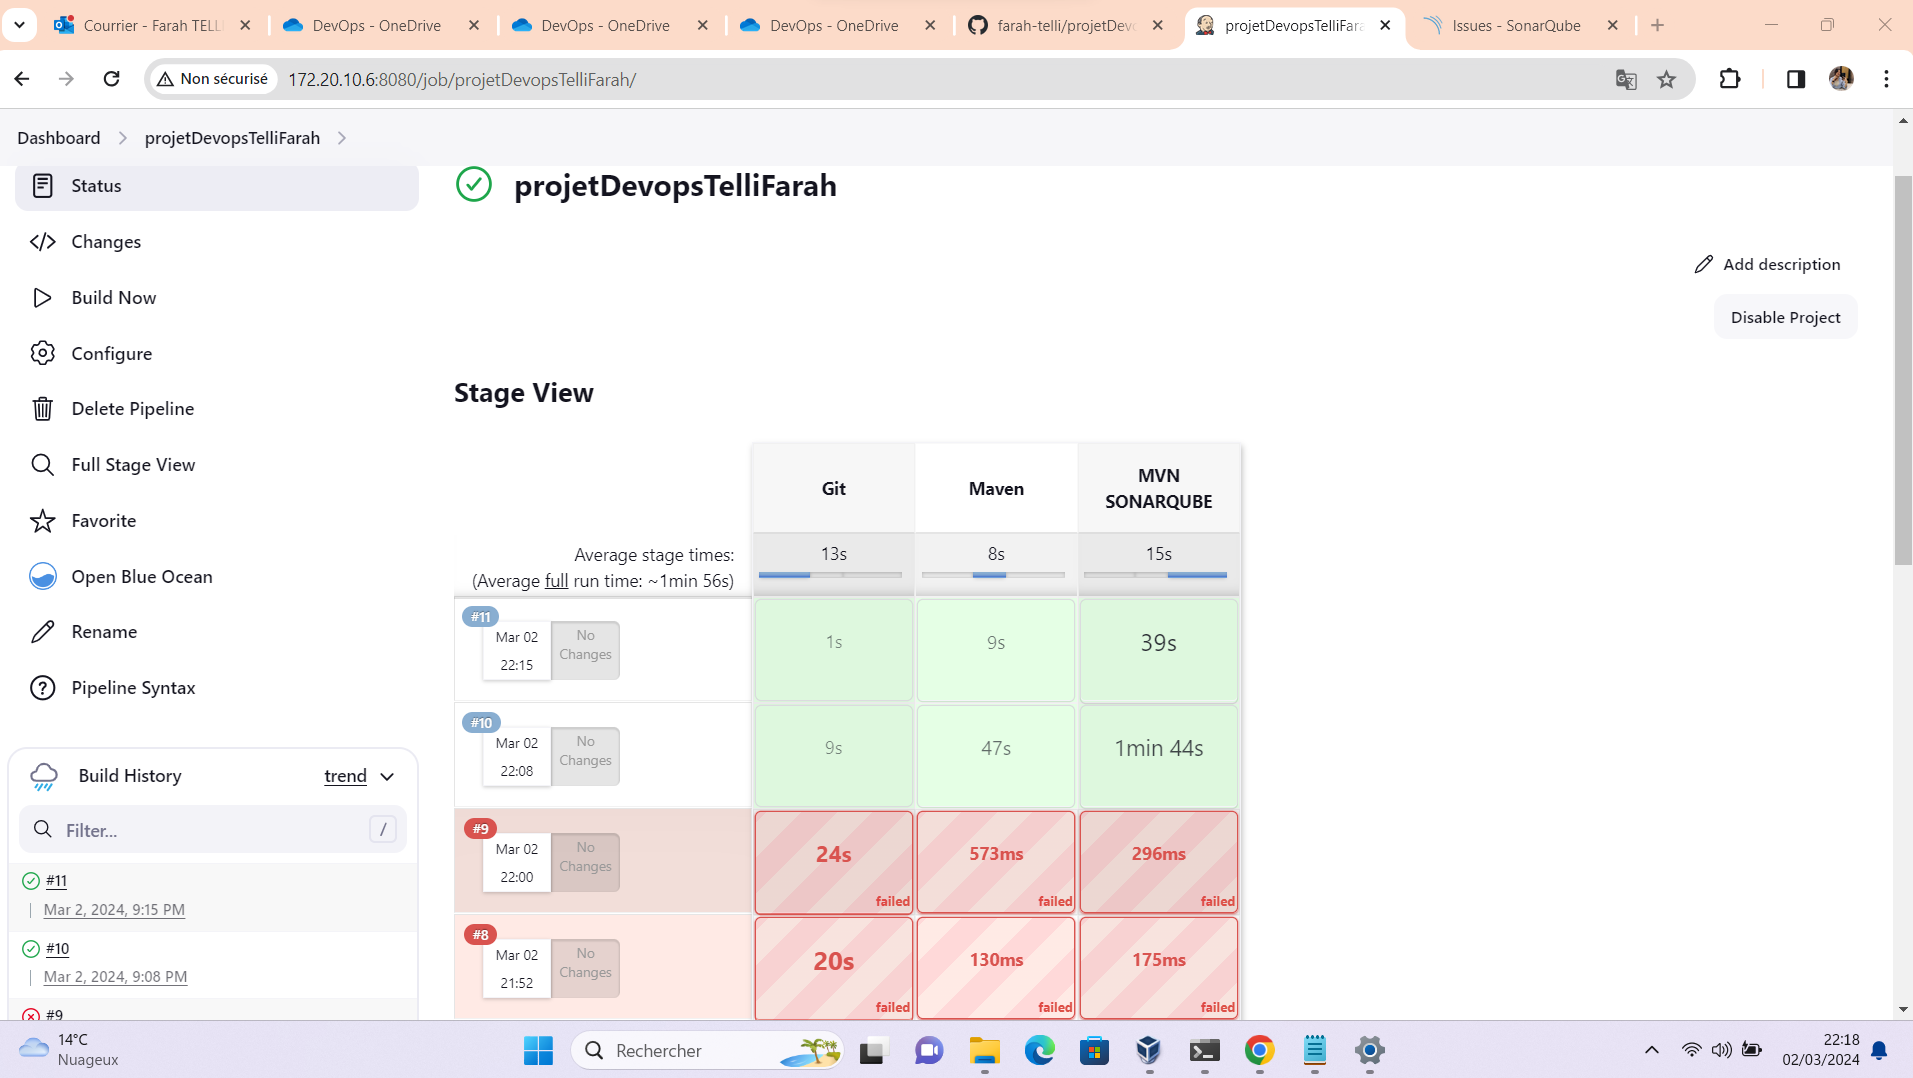 Courrier - Farah TELL
DevOps - OneDrive
DevOps - OneDrive
DevOps - OneDrive
farah-telli/projetDevo
projetDevopsTelliFara
Issues - SonarQube
Non sécurisé
172.20.10.6:8080/job/projetDevopsTelliFarah/
Dashboard
projetDevopsTelliFarah
Status
Changes
Build Now
Configure
Delete Pipeline
Full Stage View
Favorite
Open Blue Ocean
Rename
Pipeline Syntax
Build History
trend
Filter...
/
#11
Mar 2, 2024, 9:15 PM
#10
Mar 2, 2024, 9:08 PM
#9
projetDevopsTelliFarah
Add description
Disable Project
Stage View
Git
Maven
MVN
SONARQUBE
Average stage times:
(Average full run time: ~1min 56s)
13s
8s
15s
#11
Mar 02
22:15
No
Changes
1s
9s
39s
#10
Mar 02
22:08
No
Changes
9s
47s
1min 44s
#9
Mar 02
22:00
No
Changes
24s
failed
573ms
failed
296ms
failed
#8
Mar 02
21:52
No
Changes
20s
failed
130ms
failed
175ms
failed
14°C
Nuageux
Rechercher
22:18
02/03/2024